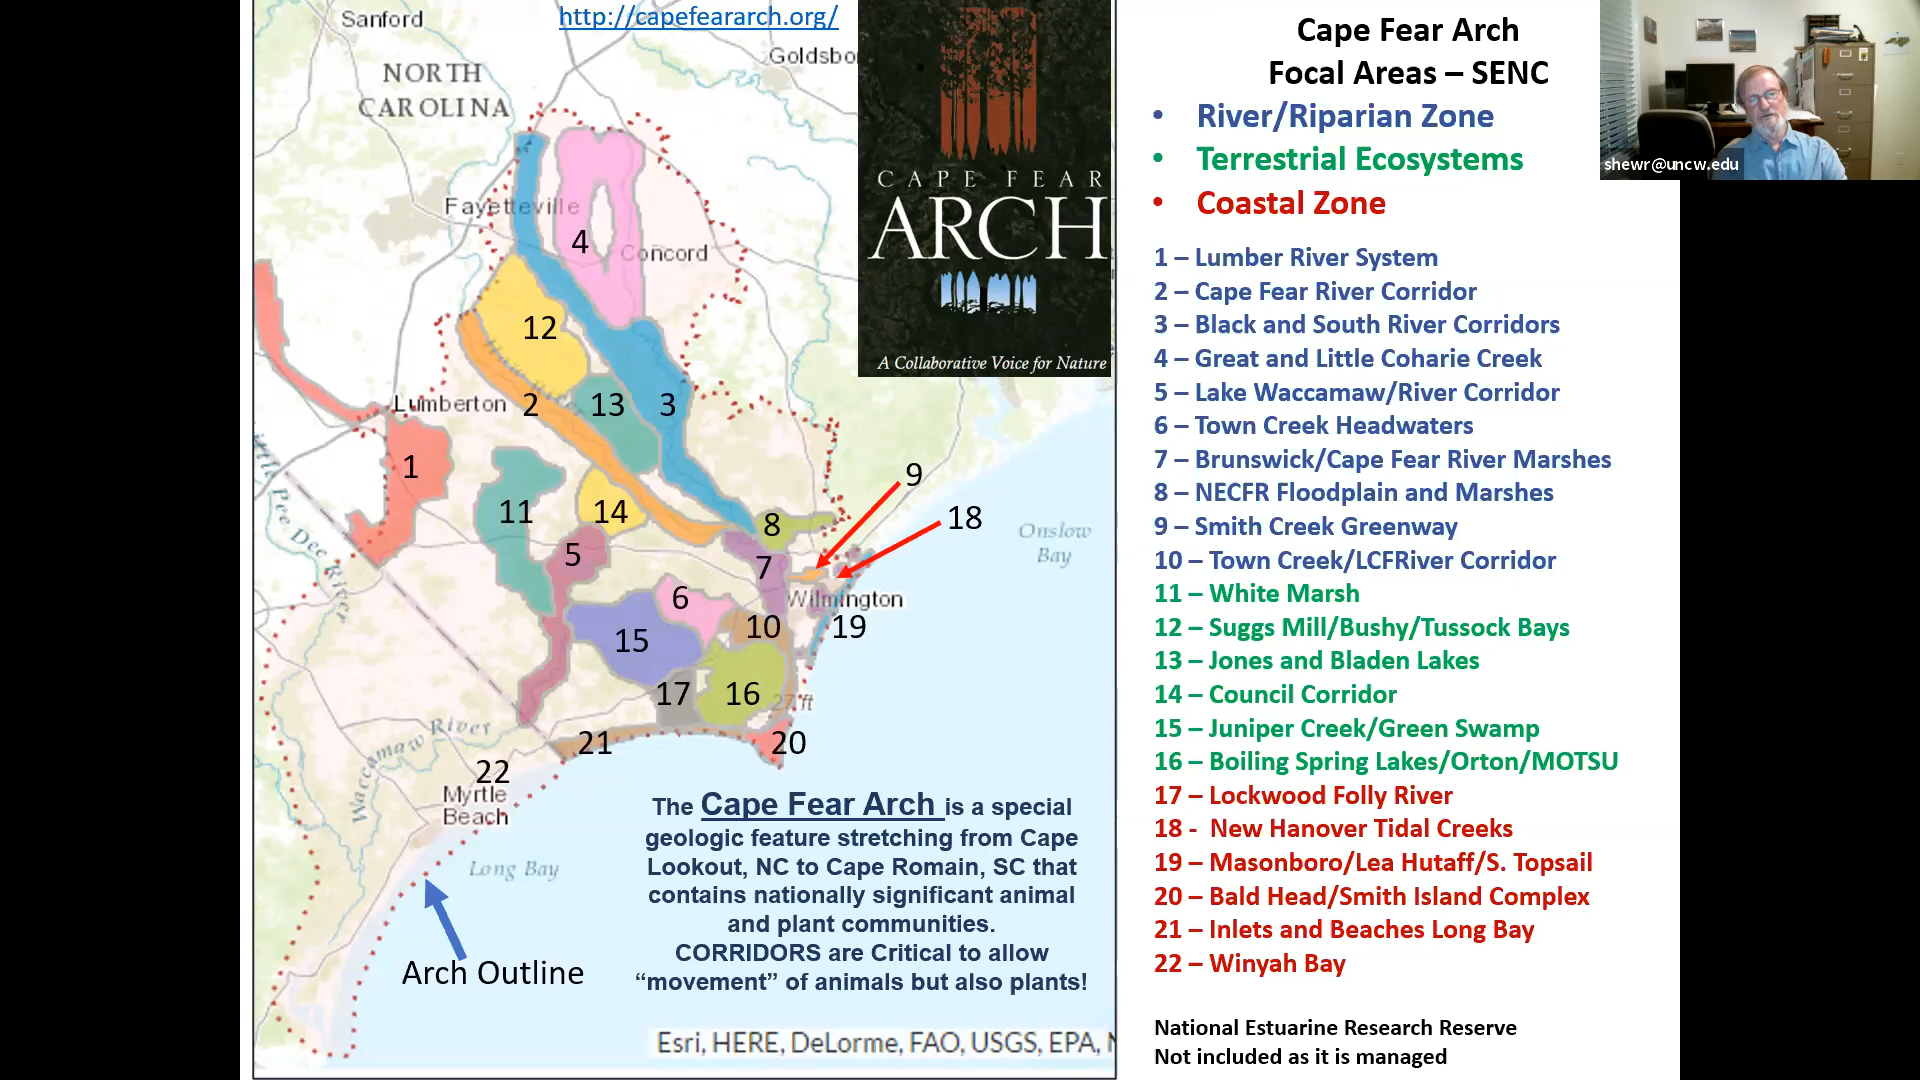 http://capefeararch.org/
Sanford
Goldsbo
NORTH
CAROLINA
Fayetteville
Concord
Lumberton
Wilmington
Onslow
Bay
Little Pee Dee River
Waccamaw River
Myrtle
Beach
Long Bay
27 ft
4
12
2
13
3
1
11
14
5
8
9
18
7
6
10
19
15
17
16
21
20
22
Arch Outline
CAPE FEAR
ARCH
A Collaborative Voice for Nature
The Cape Fear Arch is a special
geologic feature stretching from Cape
Lookout, NC to Cape Romain, SC that
contains nationally significant animal
and plant communities.
CORRIDORS are Critical to allow
“movement” of animals but also plants!
Esri, HERE, DeLorme, FAO, USGS, EPA,
Cape Fear Arch
Focal Areas – SENC
• River/Riparian Zone
• Terrestrial Ecosystems
• Coastal Zone
1 – Lumber River System
2 – Cape Fear River Corridor
3 – Black and South River Corridors
4 – Great and Little Coharie Creek
5 – Lake Waccamaw/River Corridor
6 – Town Creek Headwaters
7 – Brunswick/Cape Fear River Marshes
8 – NECFR Floodplain and Marshes
9 – Smith Creek Greenway
10 – Town Creek/LCFRiver Corridor
11 – White Marsh
12 – Suggs Mill/Bushy/Tussock Bays
13 – Jones and Bladen Lakes
14 – Council Corridor
15 – Juniper Creek/Green Swamp
16 – Boiling Spring Lakes/Orton/MOTSU
17 – Lockwood Folly River
18 - New Hanover Tidal Creeks
19 – Masonboro/Lea Hutaff/S. Topsail
20 – Bald Head/Smith Island Complex
21 – Inlets and Beaches Long Bay
22 – Winyah Bay
National Estuarine Research Reserve
Not included as it is managed
shewr@uncw.edu